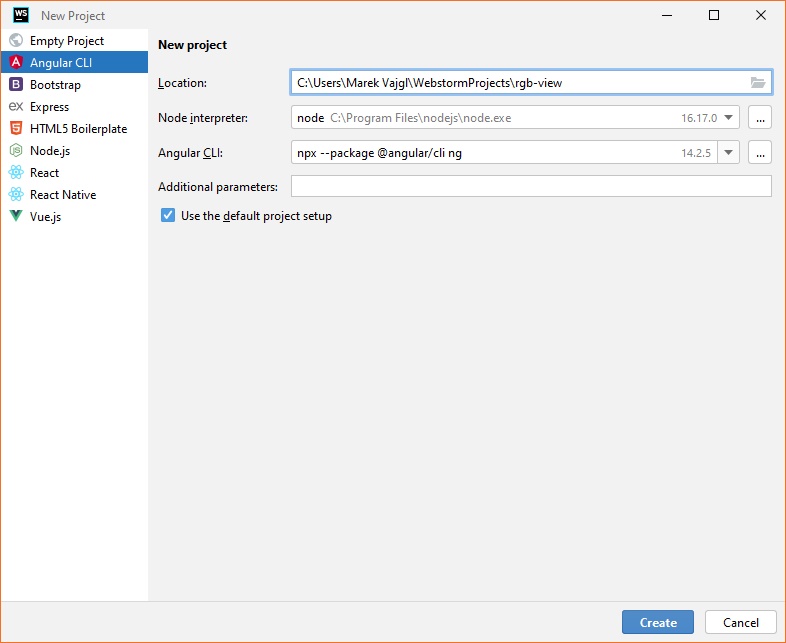 WS New Project
Empty Project
Angular CLI
Bootstrap
Express
HTML5 Boilerplate
Node.js
React
React Native
Vue.js
New project
Location: C:\Users\Marek Vajgl\WebstormProjects\rgb-view
Node interpreter: node C:\Program Files\nodejs\node.exe 16.17.0 ...
Angular CLI: npx --package @angular/cli ng 14.2.5 ...
Additional parameters:
Use the default project setup
Create Cancel